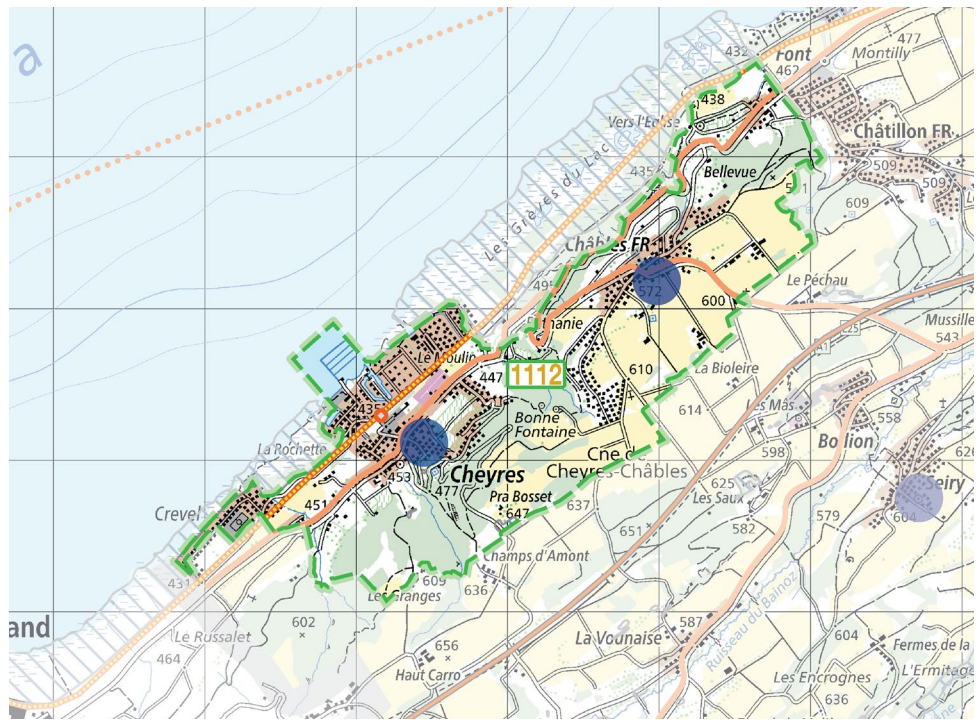 a
432
Font
477
462
Montilly
438
Vers l'Eglise
Châtillon FR
509
435
Bellevue
509
609
Les Grèves du Lac
Châbles FR
495
572
600
Le Péchau
Mussille
A1
543
Le Moulin
447
1112
610
La Bioleire
614
Les Mâs
558
Bonne
Fontaine
La Rochette
598
Bollion
Cne de
Cheyres-Châbles
626
Cheyres
453
477
Pra Bosset
625
Les Saux
Seiry
604
451
647
637
651
582
579
Crevel
Champs d'Amont
431
609
636
Les Granges
and
602
Le Russalet
464
656
Haut Carro
La Vounaise
587
Ruisseau du Bainoz
604
Fermes de la
L'Ermitage
Les Encrognes
636